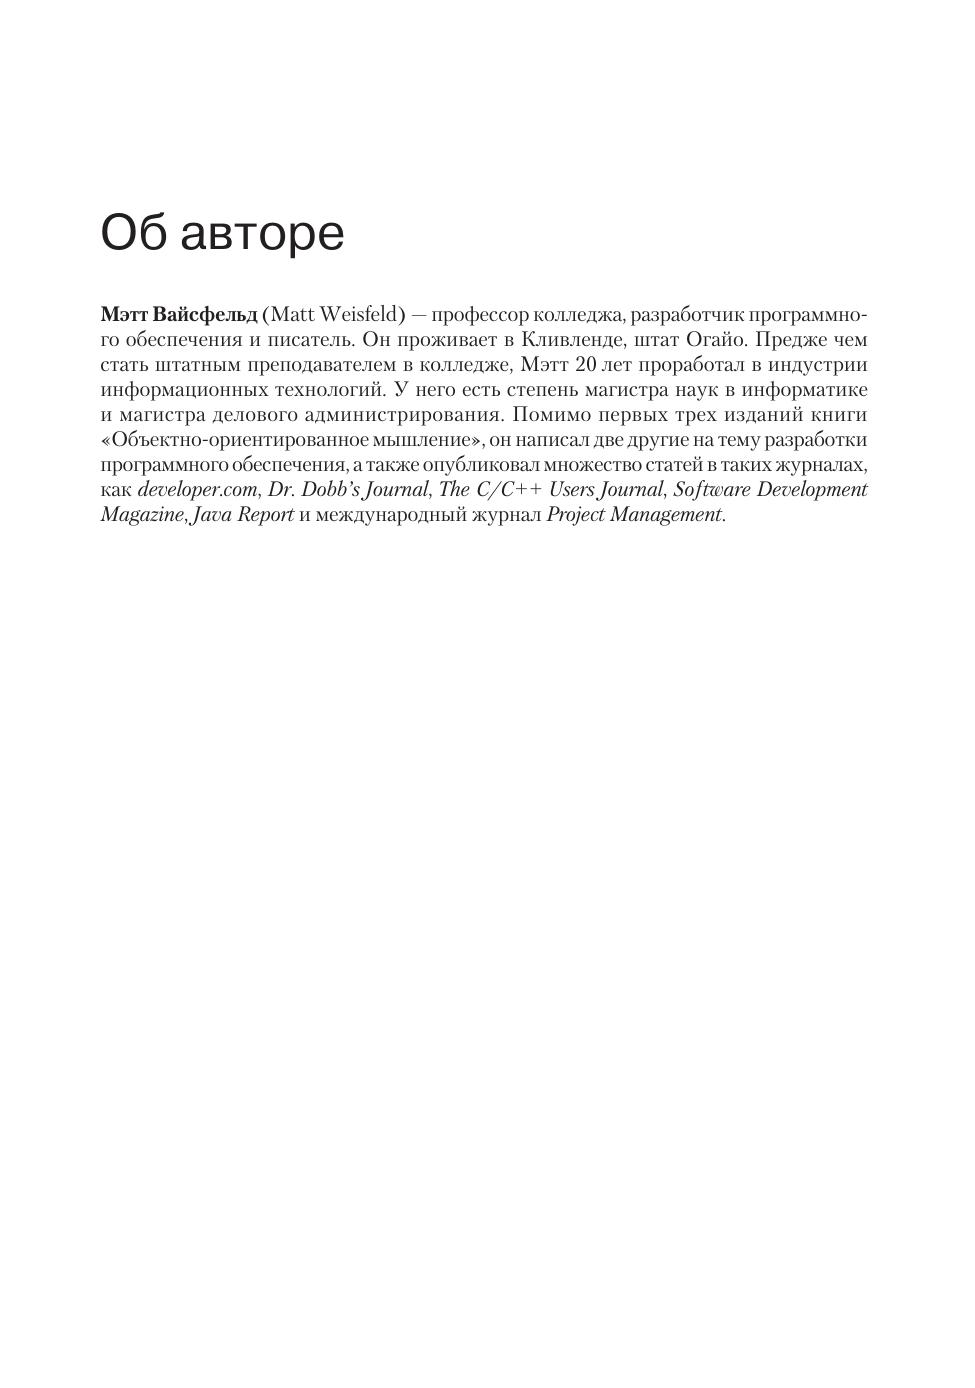 Об авторе
Мэтт Вайсфельд (Matt Weisfeld) — профессор колледжа, разработчик программно-
го обеспечения и писатель. Он проживает в Кливленде, штат Огайо. Предже чем
стать штатным преподавателем в колледже, Мэтт 20 лет проработал в индустрии
информационных технологий. У него есть степень магистра наук в информатике
и магистра делового администрирования. Помимо первых трех изданий книги
«Объектно-ориентированное мышление», он написал две другие на тему разработки
программного обеспечения, а также опубликовал множество статей в таких журналах,
как developer.com, Dr. Dobb’s Journal, The C/C++ Users Journal, Software Development
Magazine, Java Report и международный журнал Project Management.